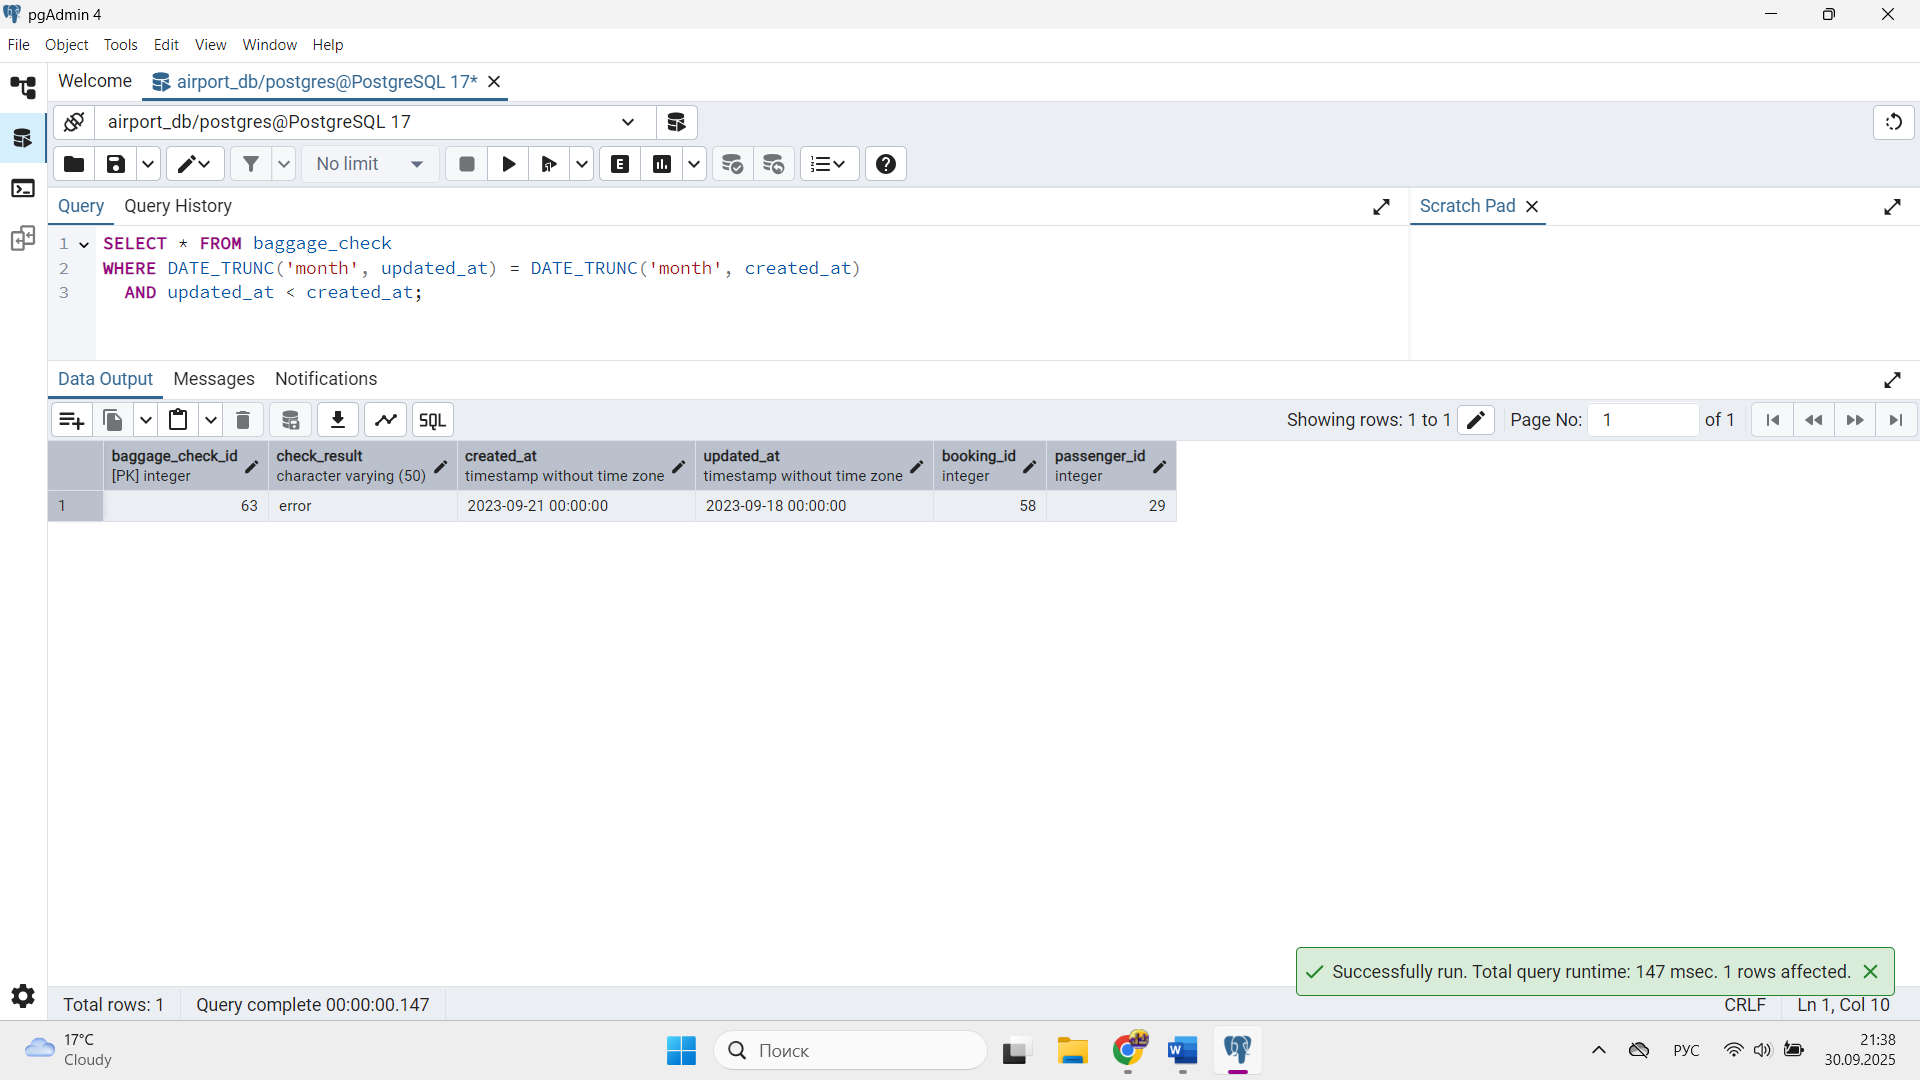 pgAdmin 4
File Object Tools Edit View Window Help
Welcome airport_db/postgres@PostgreSQL 17*
airport_db/postgres@PostgreSQL 17
No limit E
Query Query History Scratch Pad
1 SELECT * FROM baggage_check
2 WHERE DATE_TRUNC('month', updated_at) = DATE_TRUNC('month', created_at)
3 AND updated_at < created_at;
Data Output Messages Notifications
SQL Showing rows: 1 to 1 Page No: 1 of 1
baggage_check_id check_result created_at updated_at booking_id passenger_id
[PK] integer character varying (50) timestamp without time zone timestamp without time zone integer integer
1 63 error 2023-09-21 00:00:00 2023-09-18 00:00:00 58 29
Successfully run. Total query runtime: 147 msec. 1 rows affected.
Total rows: 1 Query complete 00:00:00.147 CRLF Ln 1, Col 10
17°C
Cloudy
Поиск
W
РУС
21:38
30.09.2025